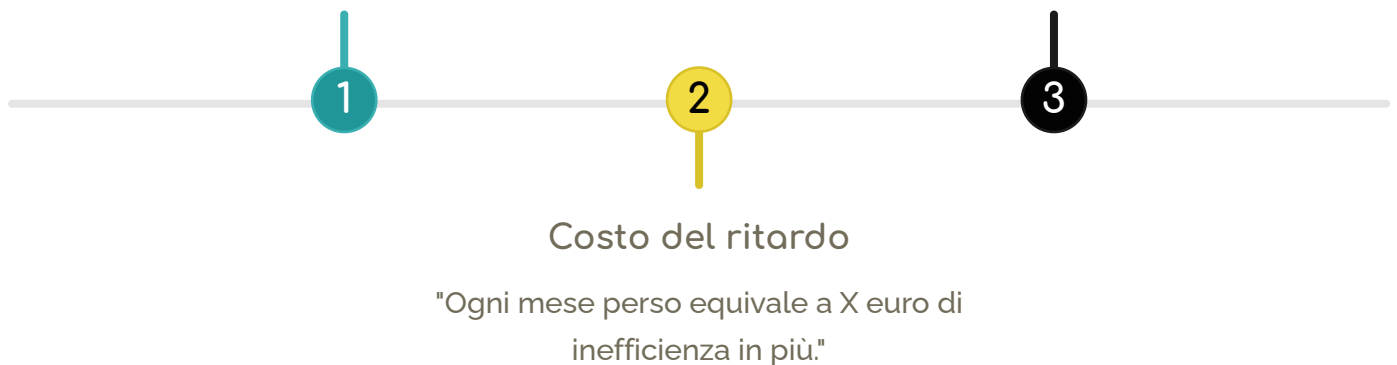 1
2
3
Costo del ritardo
"Ogni mese perso equivale a X euro di
inefficienza in più."